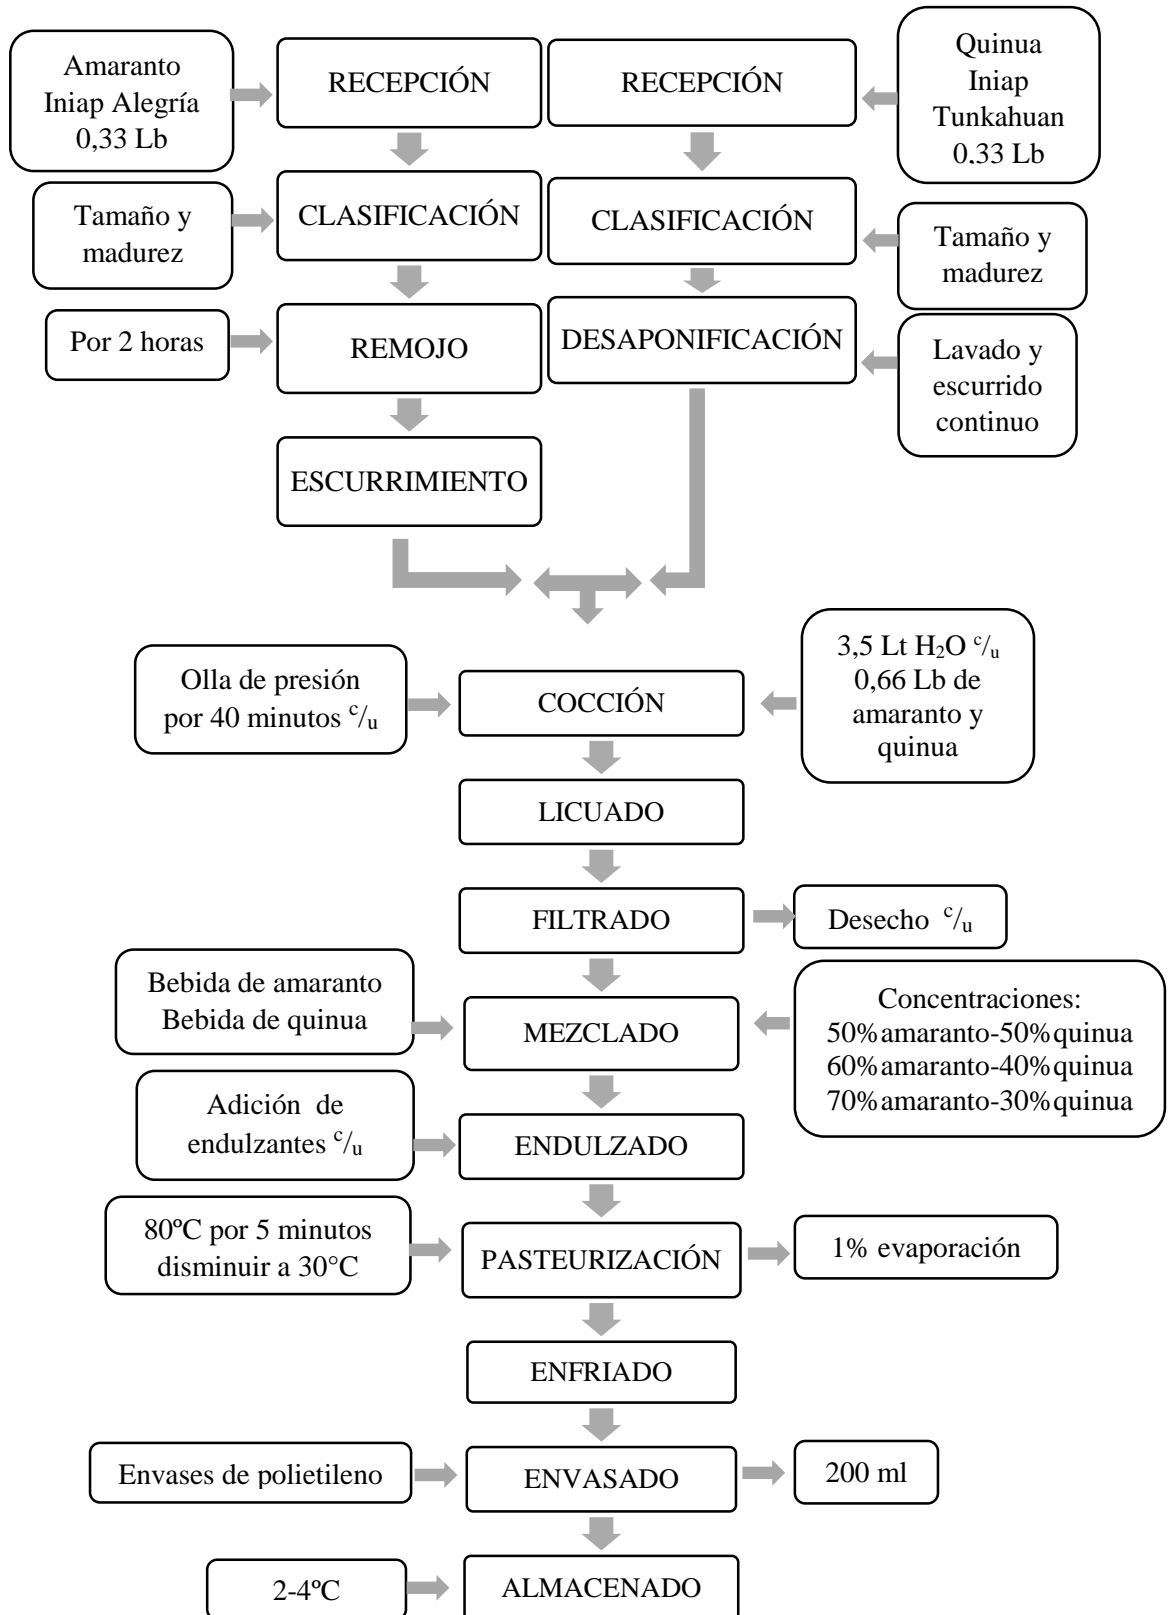 Amaranto
Iniap Alegría
0,33 Lb
RECEPCIÓN
RECEPCIÓN
Quinua
Iniap
Tunkahuan
0,33 Lb
Tamaño y
madurez
CLASIFICACIÓN
CLASIFICACIÓN
Tamaño y
madurez
Por 2 horas
REMOJO
DESAPONIFICACIÓN
Lavado y
escurrido
continuo
ESCURRIMIENTO
Olla de presión
por 40 minutos c/u
COCCIÓN
3,5 Lt H2O c/u
0,66 Lb de
amaranto y
quinua
LICUADO
FILTRADO
Desecho c/u
Bebida de amaranto
Bebida de quinua
MEZCLADO
Concentraciones:
50%amaranto-50%quinua
60%amaranto-40%quinua
70%amaranto-30%quinua
Adición de
endulzantes c/u
ENDULZADO
80ºC por 5 minutos
disminuir a 30°C
PASTEURIZACIÓN
1% evaporación
ENFRIADO
Envases de polietileno
ENVASADO
200 ml
2-4ºC
ALMACENADO